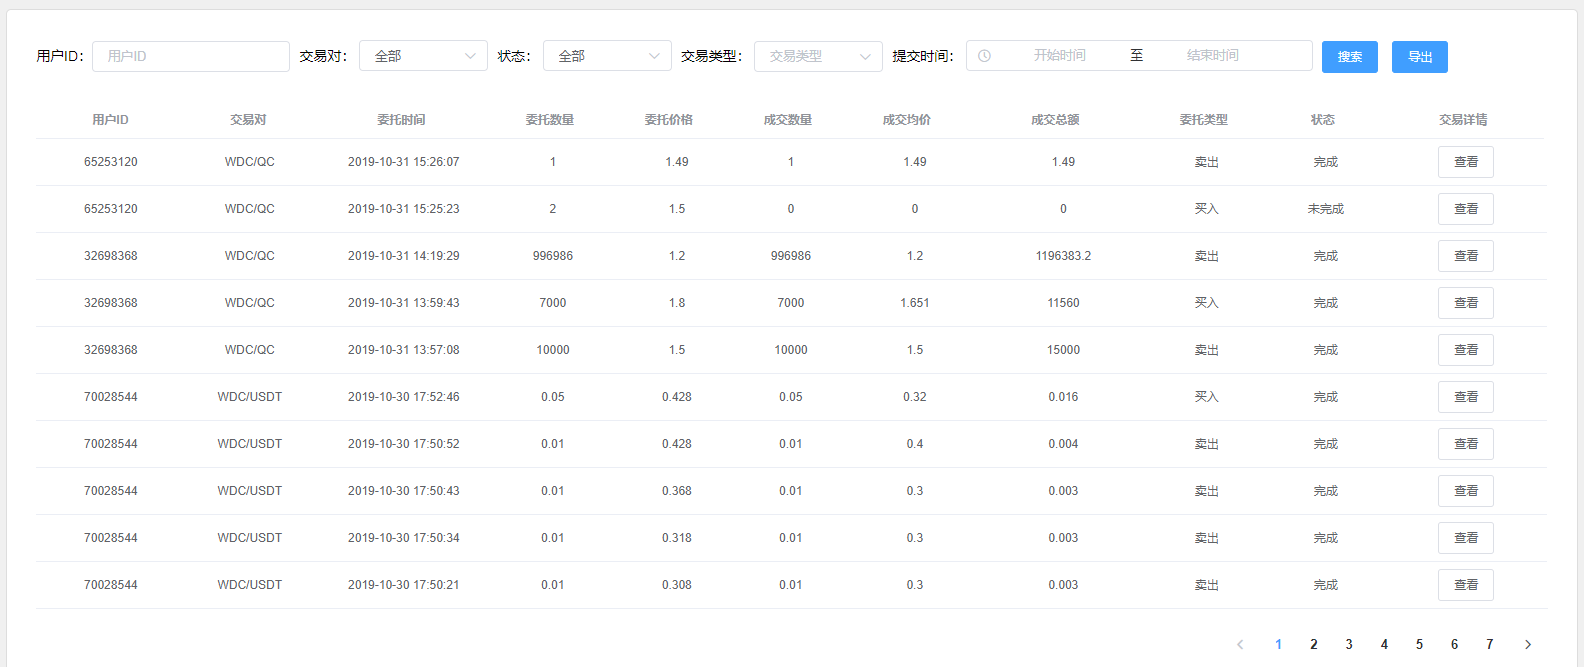 用户ID： 用户ID 交易对： 全部 状态： 全部 交易类型： 交易类型 提交时间： 开始时间 至 结束时间 搜索 导出
用户ID 交易对 委托时间 委托数量 委托价格 成交数量 成交均价 成交总额 委托类型 状态 交易详情
65253120 WDC/QC 2019-10-31 15:26:07 1 1.49 1 1.49 1.49 卖出 完成 查看
65253120 WDC/QC 2019-10-31 15:25:23 2 1.5 0 0 0 买入 未完成 查看
32698368 WDC/QC 2019-10-31 14:19:29 996986 1.2 996986 1.2 1196383.2 卖出 完成 查看
32698368 WDC/QC 2019-10-31 13:59:43 7000 1.8 7000 1.651 11560 买入 完成 查看
32698368 WDC/QC 2019-10-31 13:57:08 10000 1.5 10000 1.5 15000 卖出 完成 查看
70028544 WDC/USDT 2019-10-30 17:52:46 0.05 0.428 0.05 0.32 0.016 买入 完成 查看
70028544 WDC/USDT 2019-10-30 17:50:52 0.01 0.428 0.01 0.4 0.004 卖出 完成 查看
70028544 WDC/USDT 2019-10-30 17:50:43 0.01 0.368 0.01 0.3 0.003 卖出 完成 查看
70028544 WDC/USDT 2019-10-30 17:50:34 0.01 0.318 0.01 0.3 0.003 卖出 完成 查看
70028544 WDC/USDT 2019-10-30 17:50:21 0.01 0.308 0.01 0.3 0.003 卖出 完成 查看
1 2 3 4 5 6 7